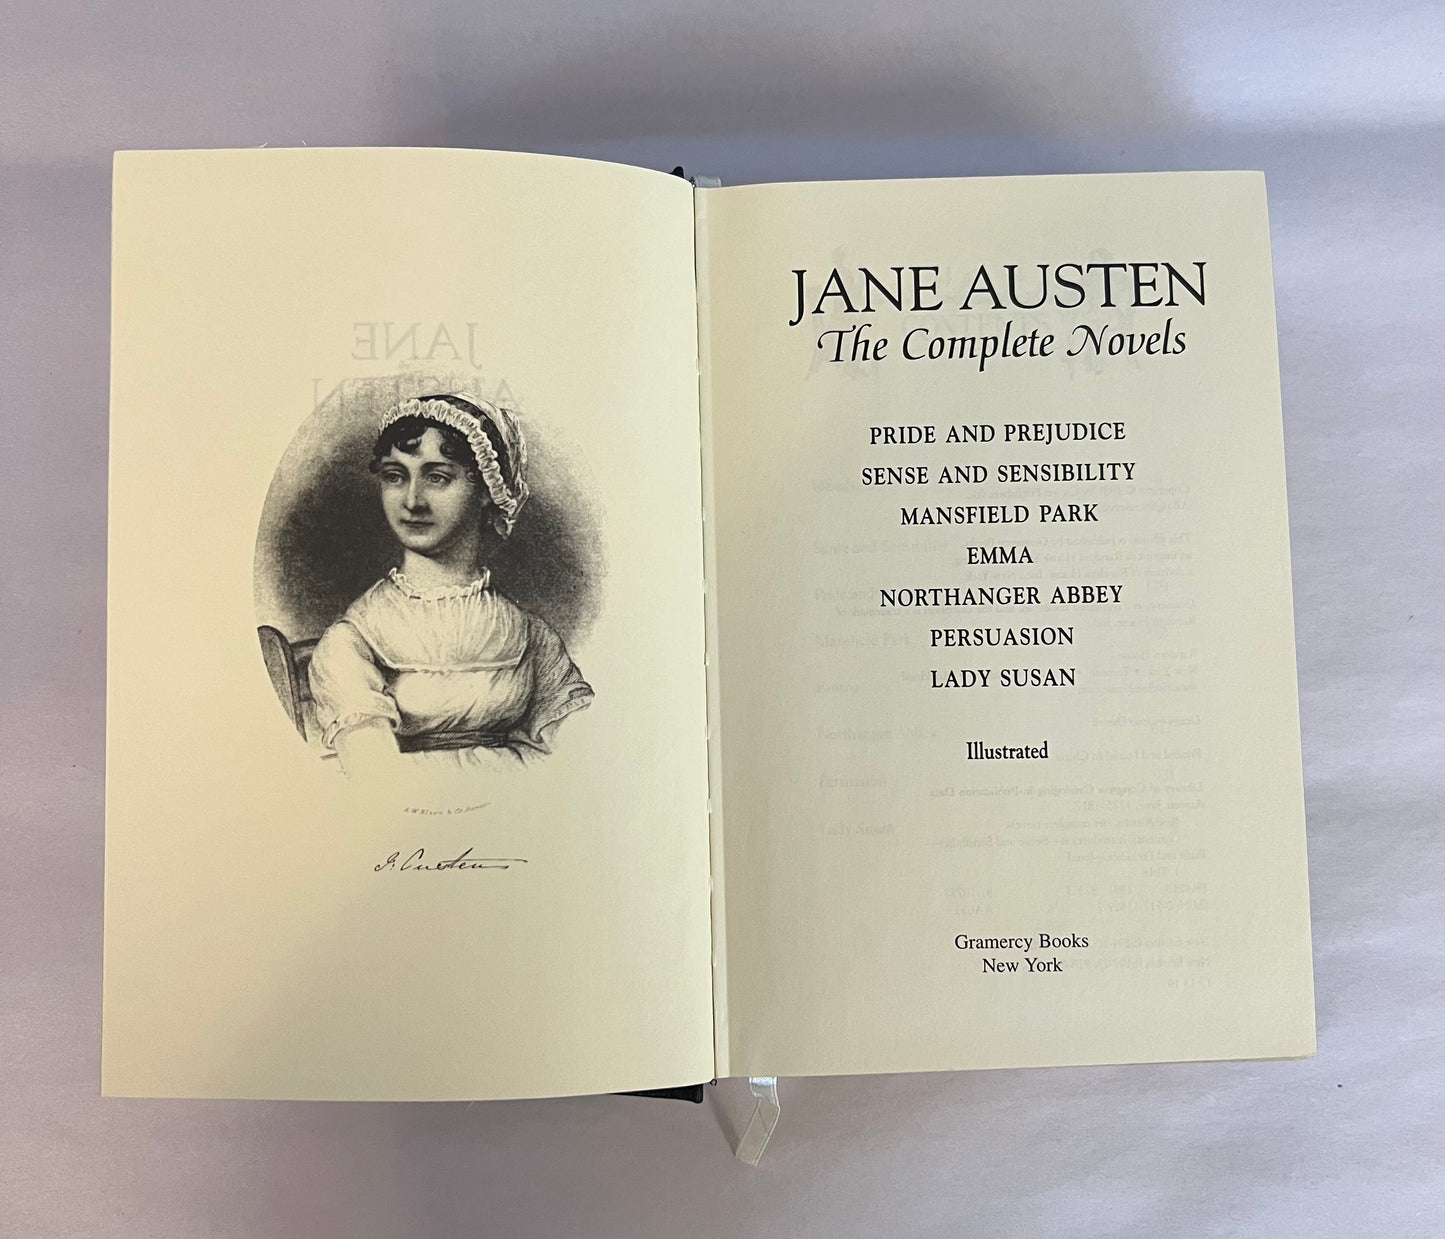 J. Austen
JANE AUSTEN
The Complete Novels
PRIDE AND PREJUDICE
SENSE AND SENSIBILITY
MANSFIELD PARK
EMMA
NORTHANGER ABBEY
PERSUASION
LADY SUSAN
Illustrated
Gramercy Books
New York